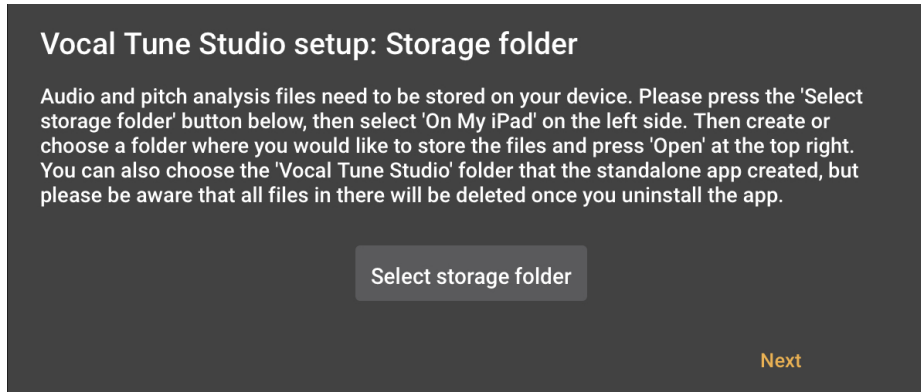 Vocal Tune Studio setup: Storage folder
Audio and pitch analysis files need to be stored on your device. Please press the 'Select
storage folder' button below, then select 'On My iPad' on the left side. Then create or
choose a folder where you would like to store the files and press 'Open' at the top right.
You can also choose the 'Vocal Tune Studio' folder that the standalone app created, but
please be aware that all files in there will be deleted once you uninstall the app.
Select storage folder
Next